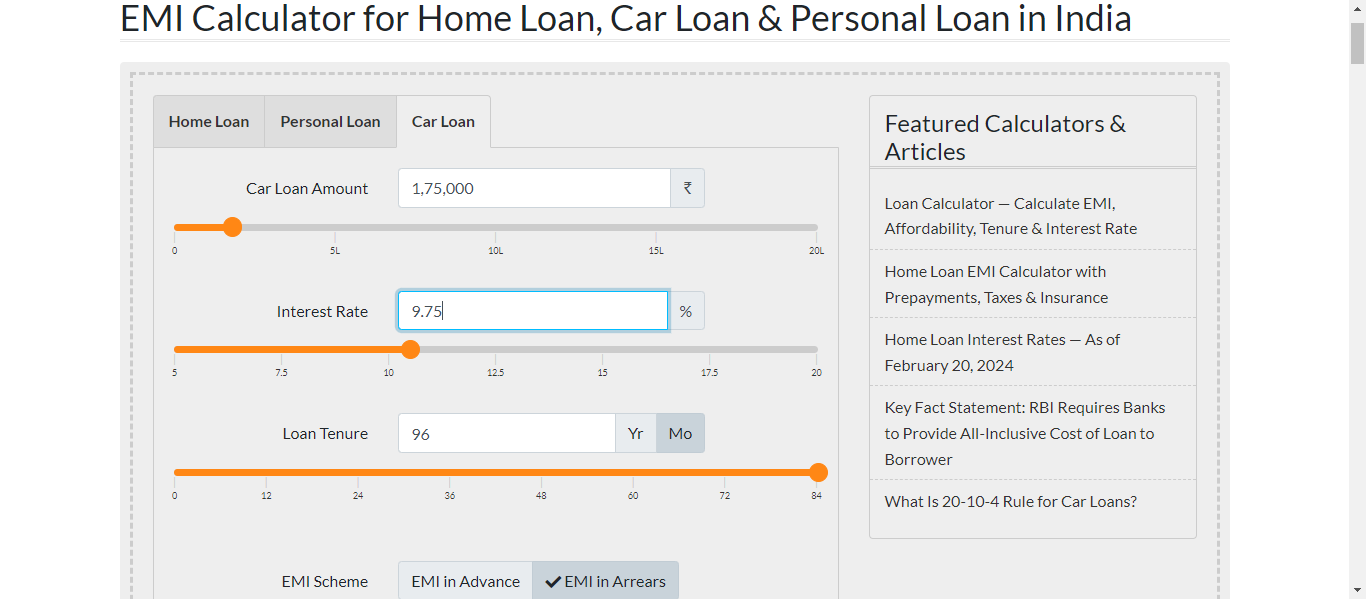 EMI Calculator for Home Loan, Car Loan & Personal Loan in India
Home Loan
Personal Loan
Car Loan
Car Loan Amount
1,75,000
₹
0
5L
10L
15L
20L
Interest Rate
9.75
%
5
7.5
10
12.5
15
17.5
20
Loan Tenure
96
Yr
Mo
0
12
24
36
48
60
72
84
EMI Scheme
EMI in Advance
EMI in Arrears
Featured Calculators &
Articles
Loan Calculator — Calculate EMI,
Affordability, Tenure & Interest Rate
Home Loan EMI Calculator with
Prepayments, Taxes & Insurance
Home Loan Interest Rates — As of
February 20, 2024
Key Fact Statement: RBI Requires Banks
to Provide All-Inclusive Cost of Loan to
Borrower
What Is 20-10-4 Rule for Car Loans?